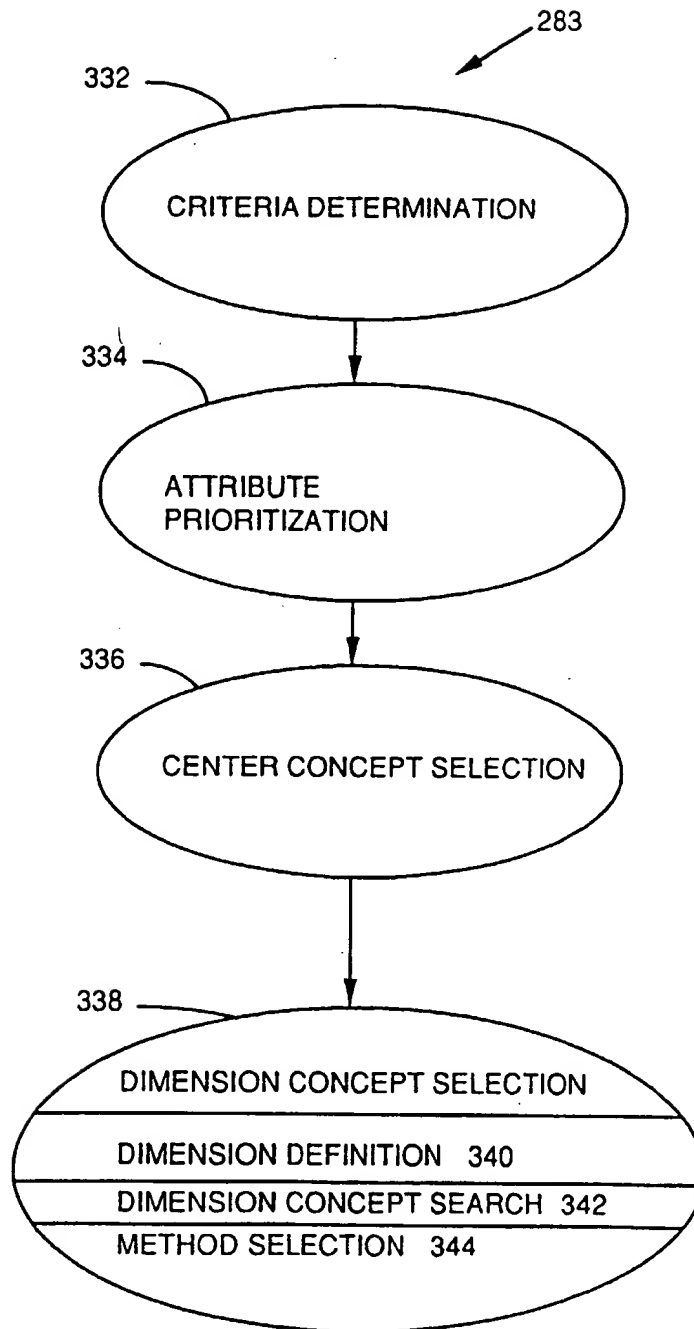 283
332
CRITERIA DETERMINATION
334
ATTRIBUTE
PRIORITIZATION
336
CENTER CONCEPT SELECTION
338
DIMENSION CONCEPT SELECTION
DIMENSION DEFINITION 340
DIMENSION CONCEPT SEARCH 342
METHOD SELECTION 344